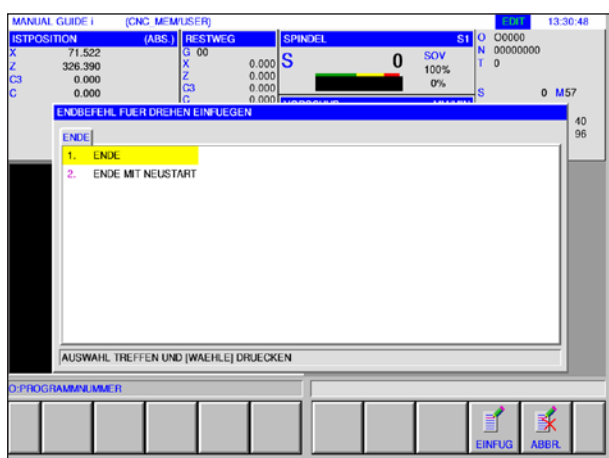 MANUAL GUIDE i (CNC MEM/USER) EDIT 13:30:48
ISTPOSITION (ABS.) RESTWEG SPINDEL S1 O O0000
X 71.522 G 00 S 0 SOV N 00000000
Z 326.390 X 0.000 100% T 0
C3 0.000 Z 0.000 0%
C 0.000 C3 0.000 S 0 M57
C 0.000
ENDBEFEHL FUER DREHEN EINFUEGEN
40
ENDE 96
1. ENDE
2. ENDE MIT NEUSTART
AUSWAHL TREFFEN UND [WAEHLE] DRUECKEN
O:PROGRAMMNUMMER
EINFUG ABBR.